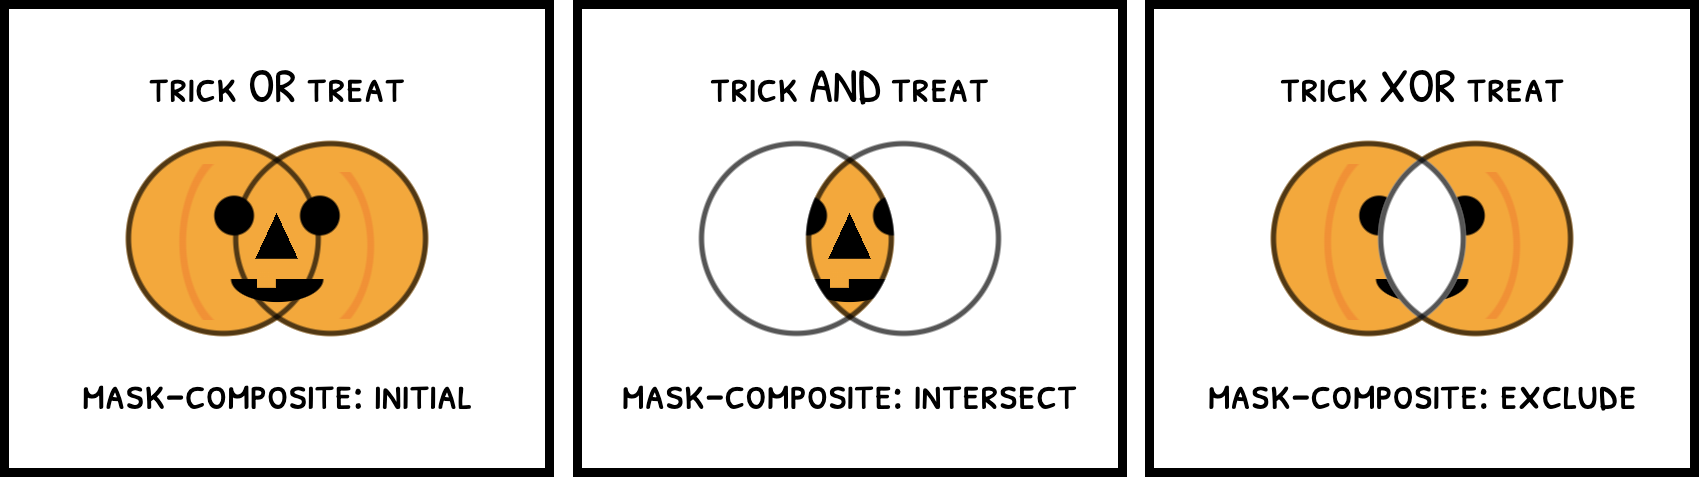 TRICK OR TREAT
MASK-COMPOSITE: INITIAL
TRICK AND TREAT
MASK-COMPOSITE: INTERSECT
TRICK XOR TREAT
MASK-COMPOSITE: EXCLUDE